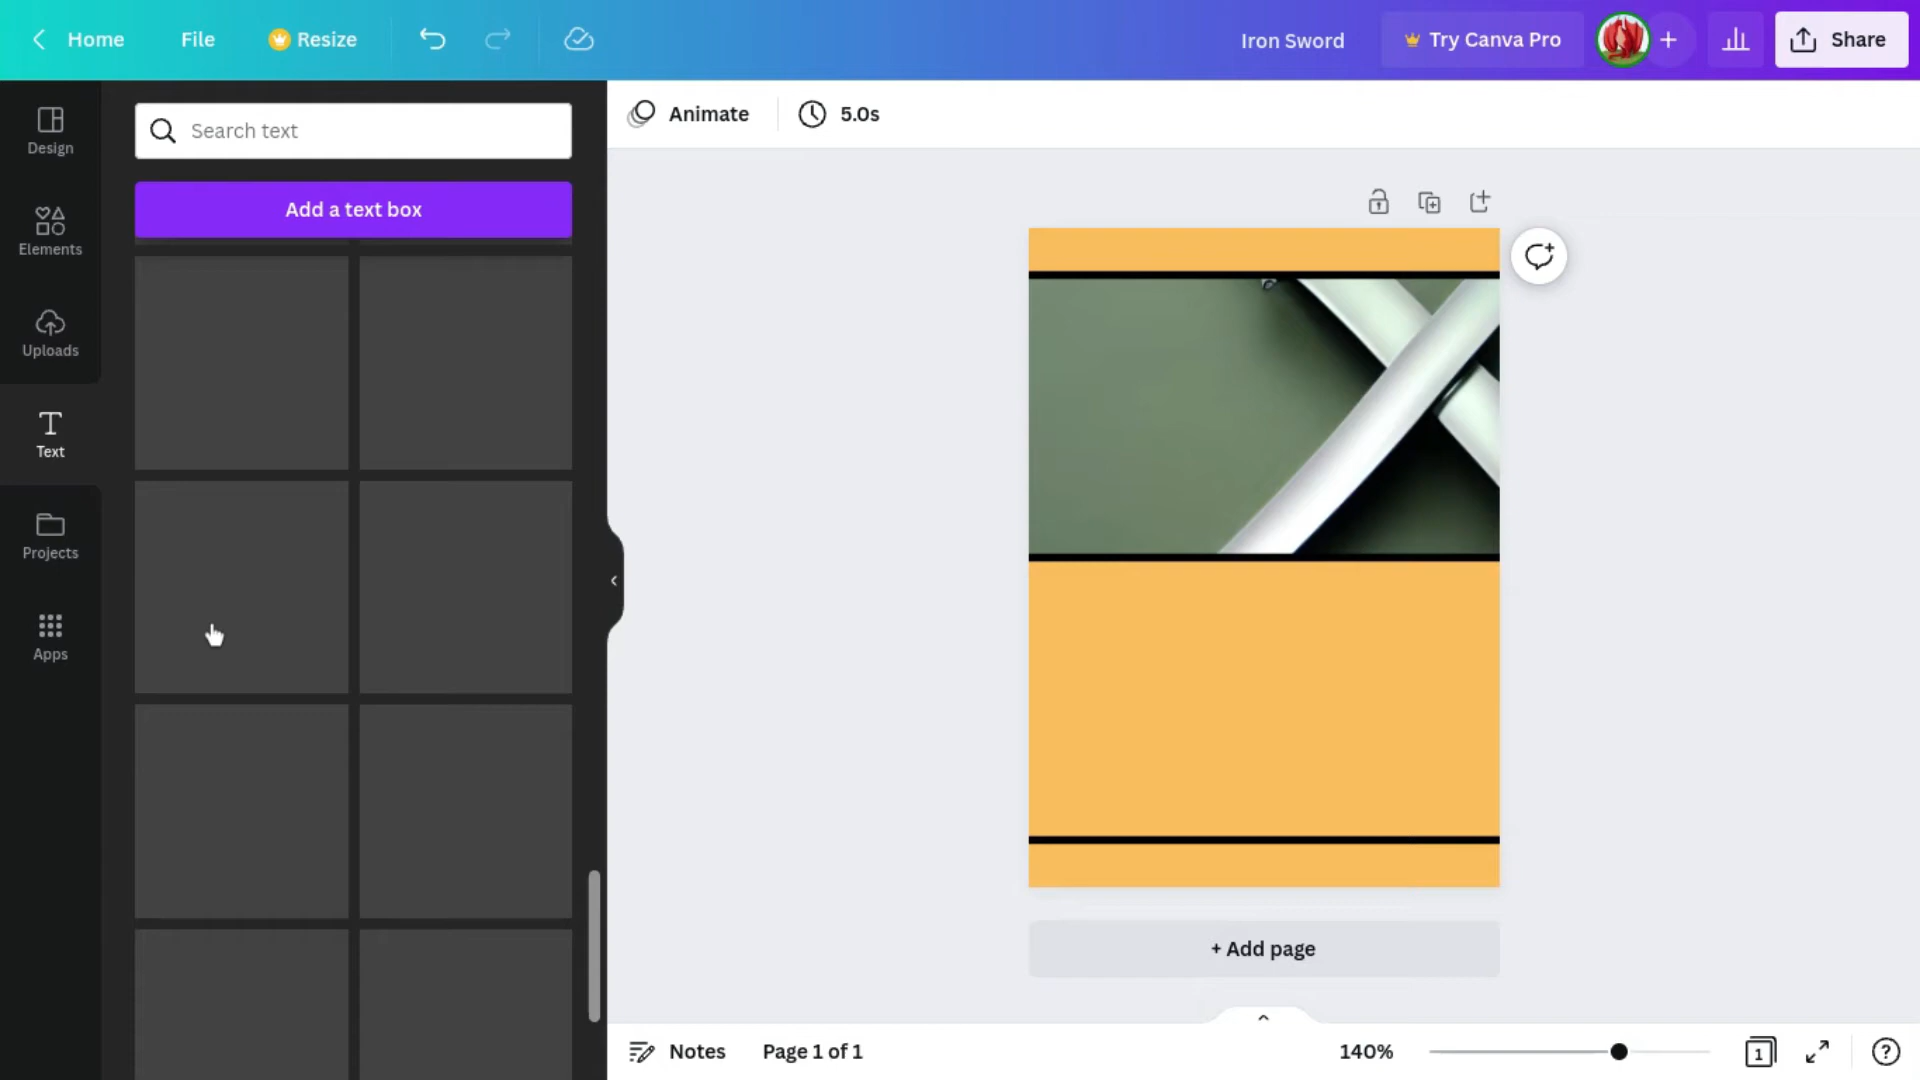 Home
File
Resize
Iron Sword
Try Canva Pro
Share
Design
Elements
Uploads
Text
Projects
Apps
Search text
Add a text box
Animate
5.0s
+ Add page
Notes
Page 1 of 1
140%
1